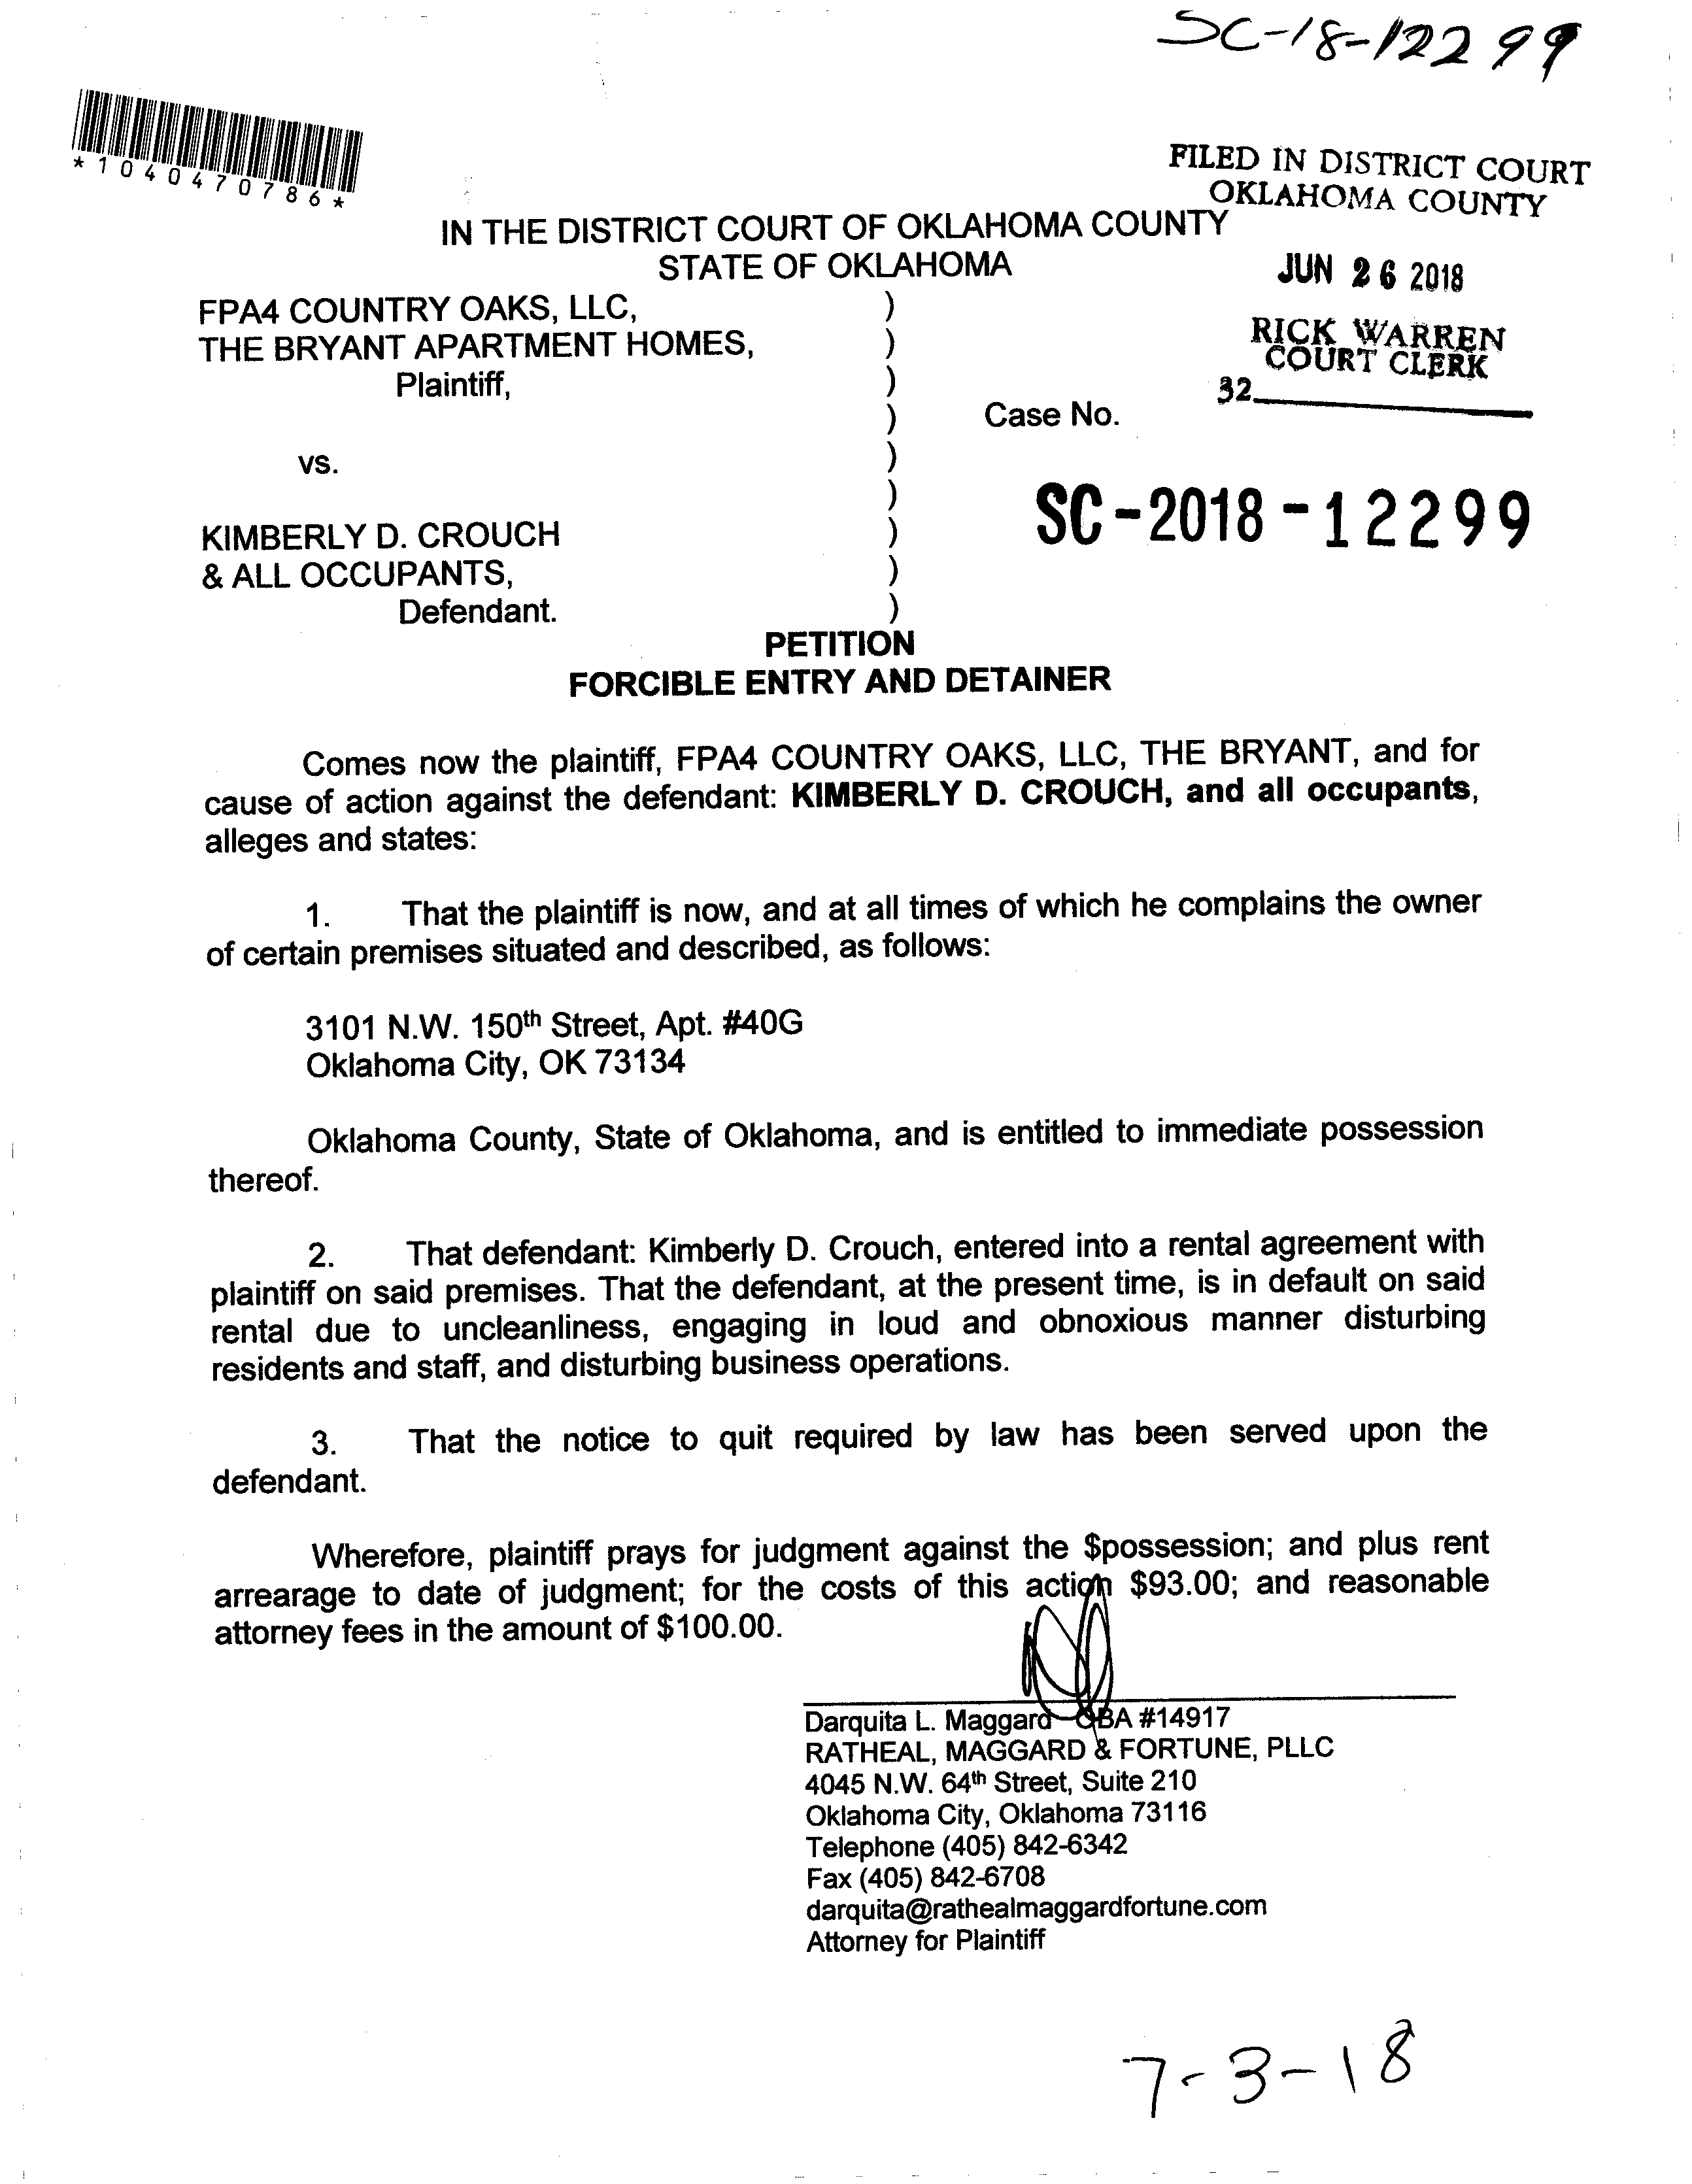 SC-18-12299
*1040470786*
FILED IN DISTRICT COURT
OKLAHOMA COUNTY
IN THE DISTRICT COURT OF OKLAHOMA COUNTY
STATE OF OKLAHOMA
JUN 26 2018
FPA4 COUNTRY OAKS, LLC, )
THE BRYANT APARTMENT HOMES, )
RICK WARREN
COURT CLERK
Plaintiff, )
32
) Case No.
vs. )
)
SC-2018-12299
KIMBERLY D. CROUCH )
& ALL OCCUPANTS, )
Defendant. )
PETITION
FORCIBLE ENTRY AND DETAINER
Comes now the plaintiff, FPA4 COUNTRY OAKS, LLC, THE BRYANT, and for
cause of action against the defendant: KIMBERLY D. CROUCH, and all occupants,
alleges and states:
1. That the plaintiff is now, and at all times of which he complains the owner
of certain premises situated and described, as follows:
3101 N.W. 150th Street, Apt. #40G
Oklahoma City, OK 73134
Oklahoma County, State of Oklahoma, and is entitled to immediate possession
thereof.
2. That defendant: Kimberly D. Crouch, entered into a rental agreement with
plaintiff on said premises. That the defendant, at the present time, is in default on said
rental due to uncleanliness, engaging in loud and obnoxious manner disturbing
residents and staff, and disturbing business operations.
3. That the notice to quit required by law has been served upon the
defendant.
Wherefore, plaintiff prays for judgment against the $possession; and plus rent
arrearage to date of judgment; for the costs of this action $93.00; and reasonable
attorney fees in the amount of $100.00.
Darquita L. Maggard OBA #14917
RATHEAL, MAGGARD & FORTUNE, PLLC
4045 N.W. 64th Street, Suite 210
Oklahoma City, Oklahoma 73116
Telephone (405) 842-6342
Fax (405) 842-6708
darquita@rathealmaggardfortune.com
Attorney for Plaintiff
7-3-18